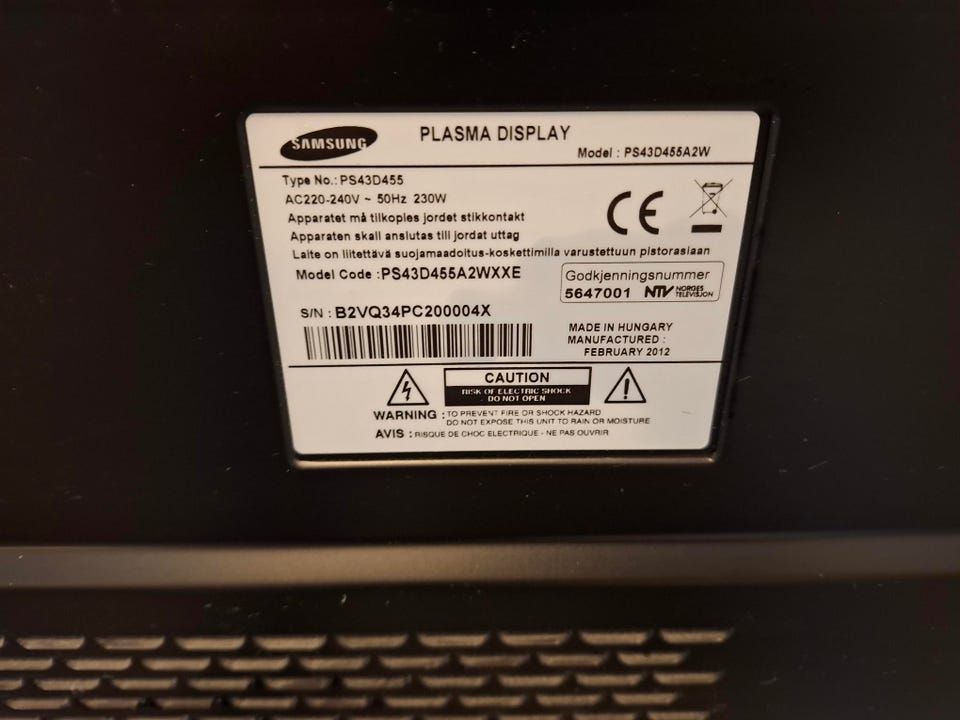 SAMSUNG
PLASMA DISPLAY
Model : PS43D455A2W
Type No.: PS43D455
AC220-240V ~ 50Hz 230W
Apparatet må tilkoples jordet stikkontakt
Apparaten skall anslutas till jordat uttag
Laite on liitettävä suojamaadoitus-koskettimilla varustettuun pistorasiaan
Model Code : PS43D455A2WXXE
CE
Godkjenningsnummer
5647001 NTV NORGES
TELEVISJON
S/N : B2VQ34PC200004X
MADE IN HUNGARY
MANUFACTURED :
FEBRUARY 2012
CAUTION
RISK OF ELECTRIC SHOCK
DO NOT OPEN
WARNING : TO PREVENT FIRE OR SHOCK HAZARD
DO NOT EXPOSE THIS UNIT TO RAIN OR MOISTURE
AVIS : RISQUE DE CHOC ELECTRIQUE - NE PAS OUVRIR